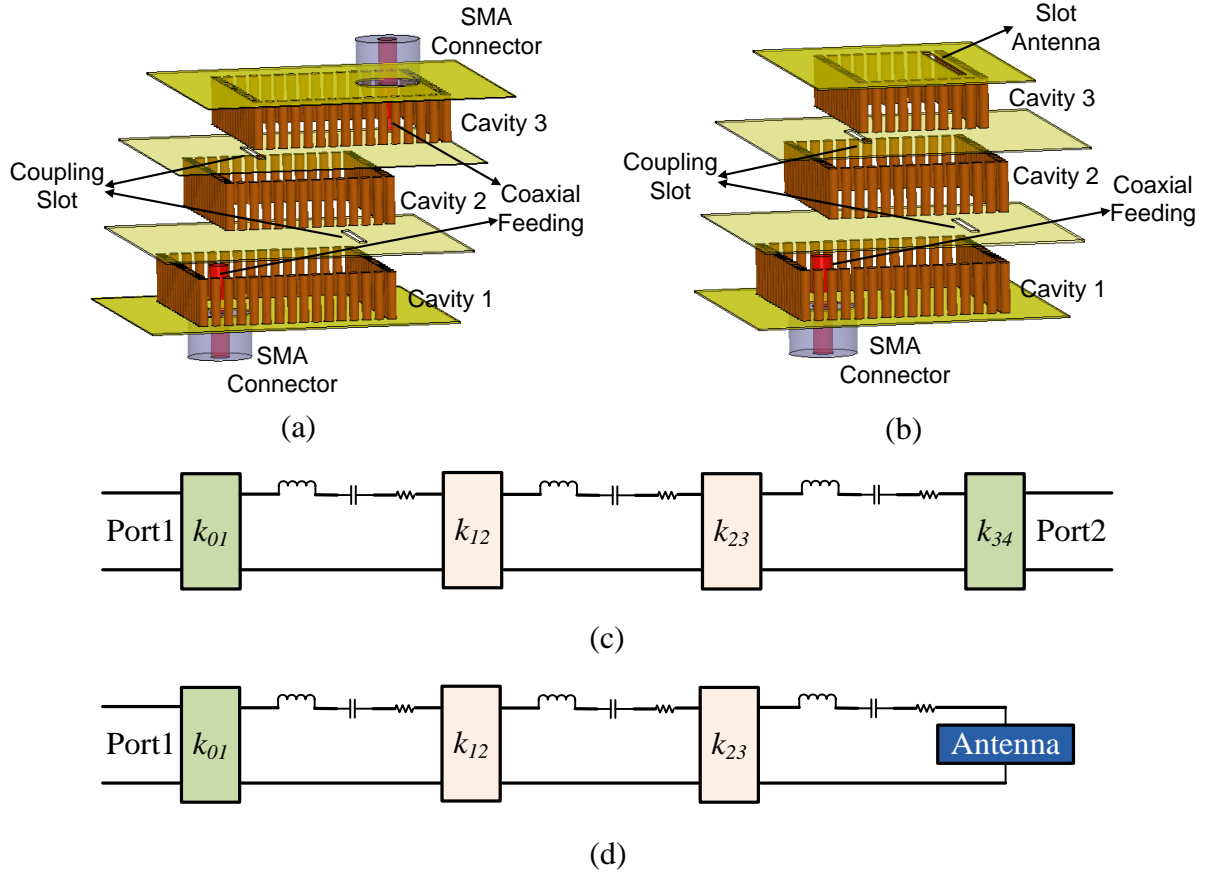 SMA
Connector
Cavity 3
Coupling
Slot
Cavity 2
Coaxial
Feeding
Cavity 1
SMA
Connector
(a)
Slot
Antenna
Cavity 3
Coupling
Slot
Cavity 2
Coaxial
Feeding
Cavity 1
SMA
Connector
(b)
Port1 k01 k12 k23 k34 Port2
(c)
Port1 k01 k12 k23 Antenna
(d)